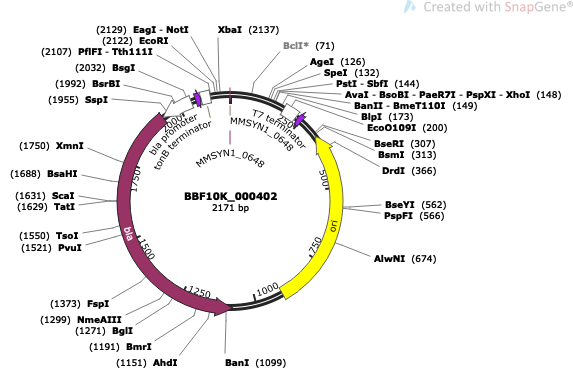 Created with SnapGene®
(2129) EagI - NotI
(2122) EcoRI
(2107) PflFI - Tth111I
(2032) BsgI
(1992) BsrBI
(1955) SspI
(1750) XmnI
(1688) BsaHI
(1631) ScaI
(1629) TatI
(1550) TsoI
(1521) PvuI
(1373) FspI
(1299) NmeAIII
(1271) BglI
(1191) BmrI
(1151) AhdI
XbaI (2137)
BclI* (71)
AgeI (126)
SpeI (132)
PstI - SbfI (144)
AvaI - BsoBI - PaeR7I - PspXI - XhoI (148)
BanII - BmeT110I (149)
BlpI (173)
EcoO109I (200)
BseRI (307)
BsmI (313)
DrdI (366)
BseYI (562)
PspFI (566)
AlwNI (674)
BanI (1099)
bla promoter
tonB terminator
MMSYN1_0648
MMSYN1_0648
T7 terminator
BBF10K_000402
2171 bp
bla
ori
250
500
750
1000
1250
1500
1750
2000